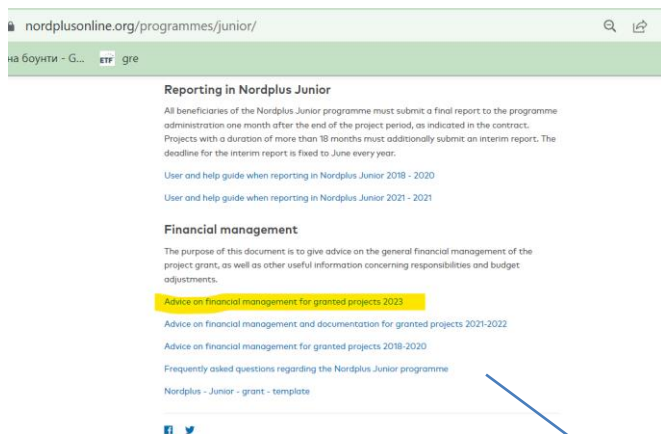 nordplusonline.org/programmes/junior/
на боунти - G... ETF gre
Reporting in Nordplus Junior
All beneficiaries of the Nordplus Junior programme must submit a final report to the programme
administration one month after the end of the project period, as indicated in the contract.
Projects with a duration of more than 18 months must additionally submit an interim report. The
deadline for the interim report is fixed to June every year.
User and help guide when reporting in Nordplus Junior 2018 - 2020
User and help guide when reporting in Nordplus Junior 2021 - 2021
Financial management
The purpose of this document is to give advice on the general financial management of the
project grant, as well as other useful information concerning responsibilities and budget
adjustments.
Advice on financial management for granted projects 2023
Advice on financial management and documentation for granted projects 2021-2022
Advice on financial management for granted projects 2018-2020
Frequently asked questions regarding the Nordplus Junior programme
Nordplus - Junior - grant - template